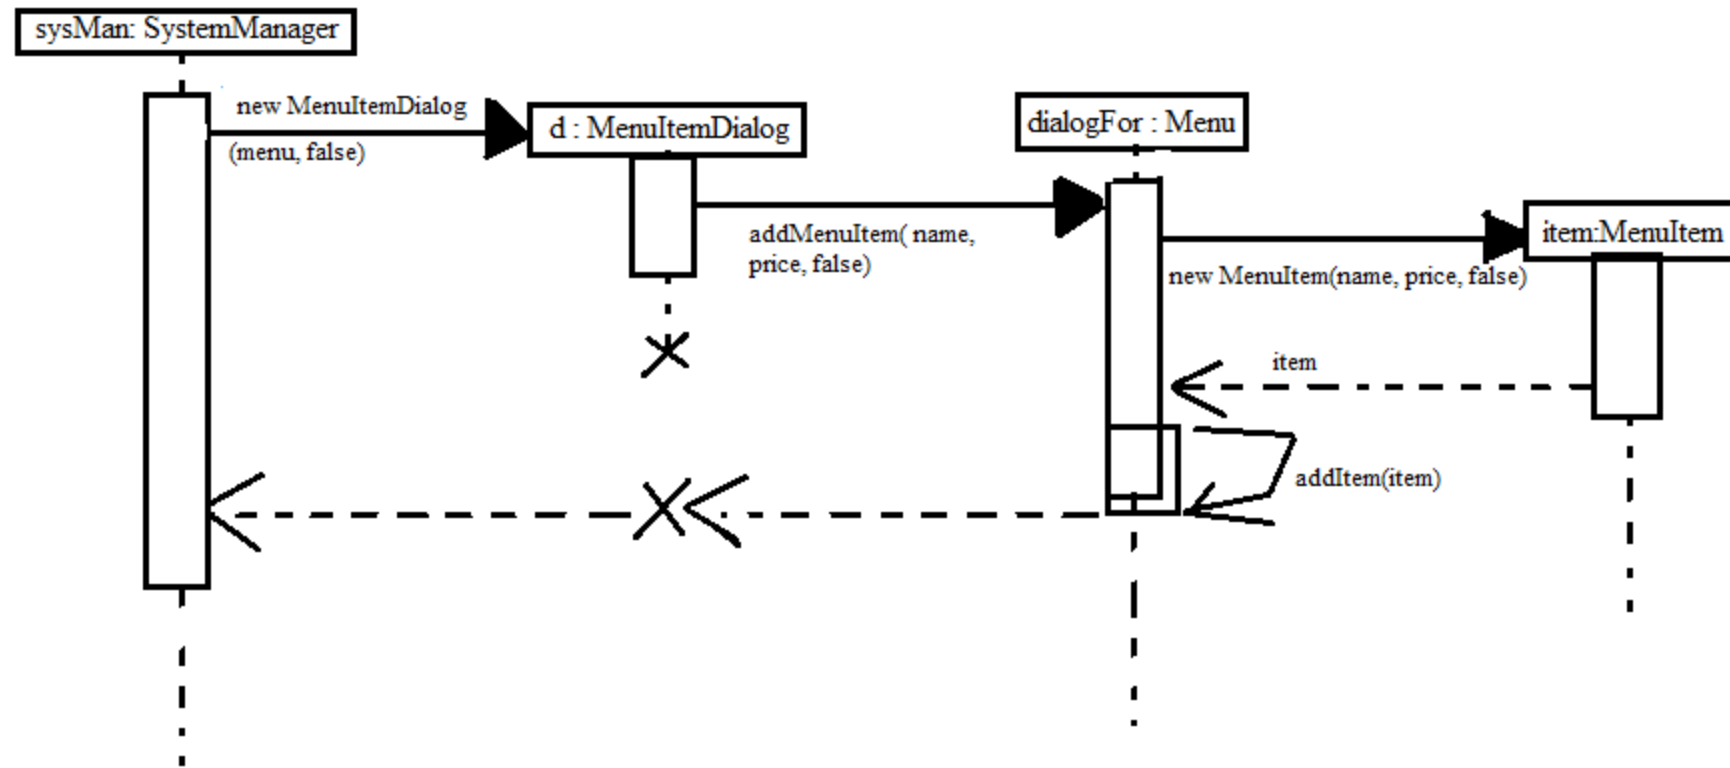 sysMan: SystemManager
new MenuItemDialog
(menu, false)
d : MenuItemDialog
dialogFor : Menu
addMenuItem( name,
price, false)
item:MenuItem
new MenuItem(name, price, false)
item
addItem(item)